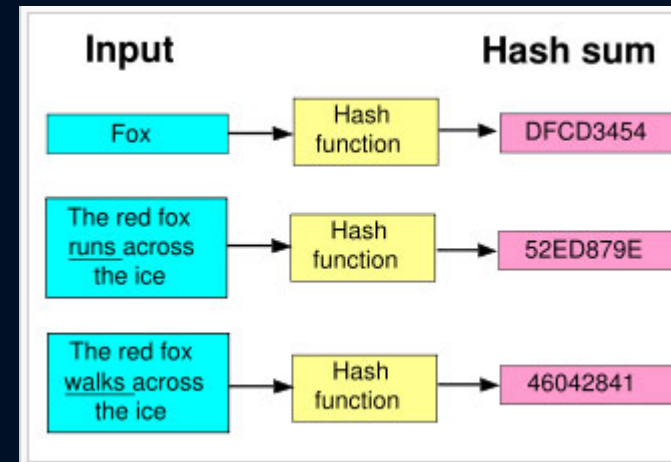 Input
Hash sum
Fox
Hash
function
DFCD3454
The red fox
runs across
the ice
Hash
function
52ED879E
The red fox
walks across
the ice
Hash
function
46042841